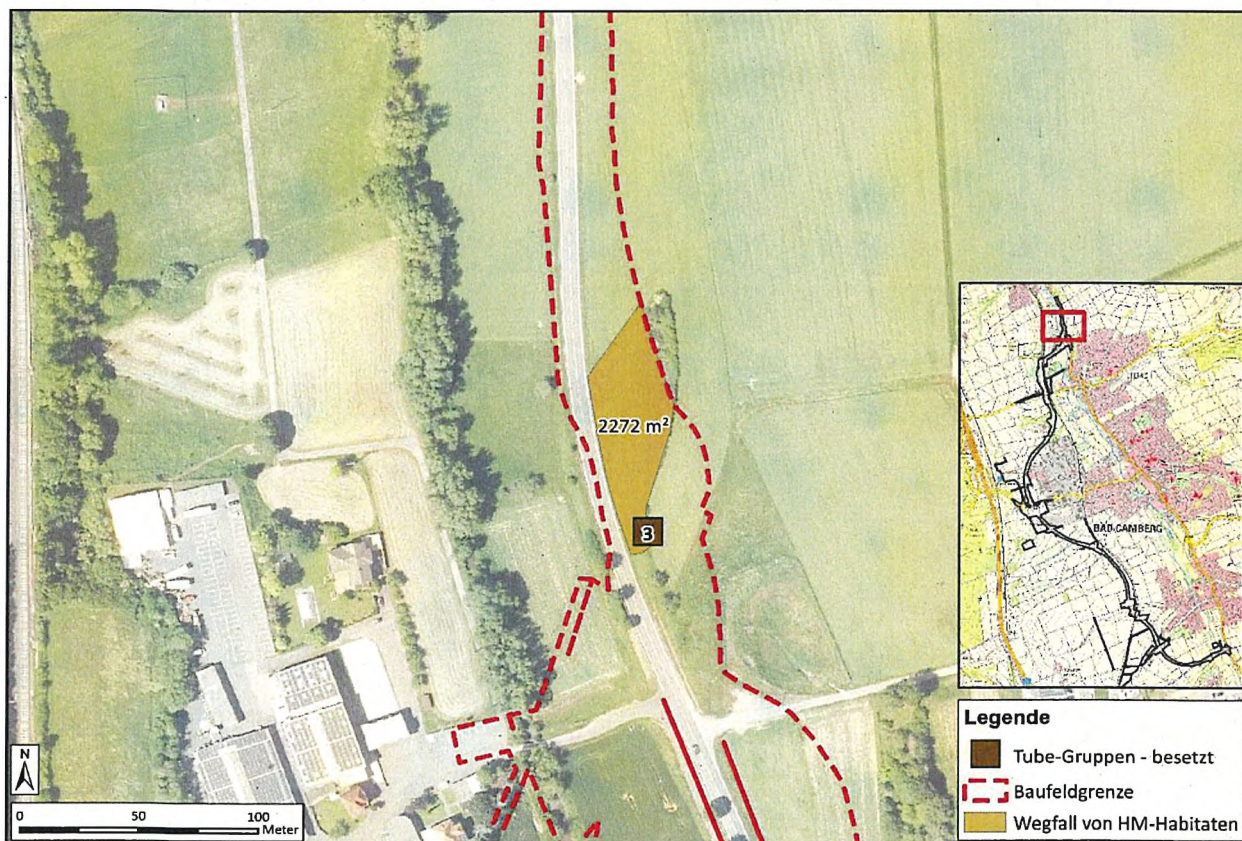 2272 m²
3
BAD CAMBERG
N
0 50 100
Meter
Legende
Tube-Gruppen - besetzt
Baufeldgrenze
Wegfall von HM-Habitaten